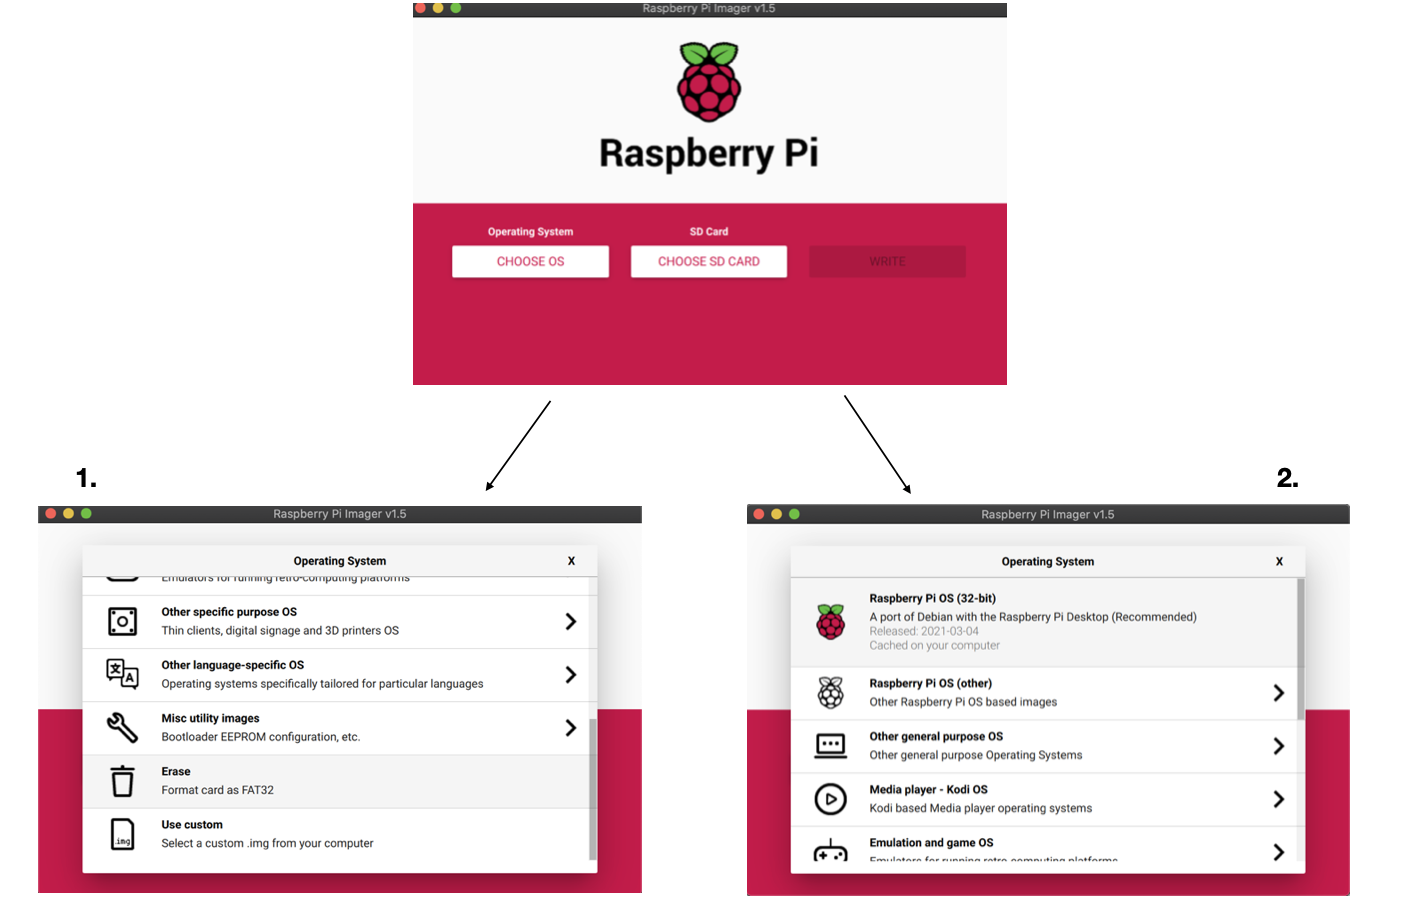 Raspberry Pi Imager v1.5
Raspberry Pi
Operating System
SD Card
CHOOSE OS
CHOOSE SD CARD
WRITE
1.
Raspberry Pi Imager v1.5
Operating System
X
Emulators for running retro-computing platforms
Other specific purpose OS
Thin clients, digital signage and 3D printers OS
Other language-specific OS
Operating systems specifically tailored for particular languages
Misc utility images
Bootloader EEPROM configuration, etc.
Erase
Format card as FAT32
.img
Use custom
Select a custom .img from your computer
2.
Raspberry Pi Imager v1.5
Operating System
X
Raspberry Pi OS (32-bit)
A port of Debian with the Raspberry Pi Desktop (Recommended)
Released: 2021-03-04
Cached on your computer
Raspberry Pi OS (other)
Other Raspberry Pi OS based images
Other general purpose OS
Other general purpose Operating Systems
Media player - Kodi OS
Kodi based Media player operating systems
Emulation and game OS
Emulators for running retro-computing platforms